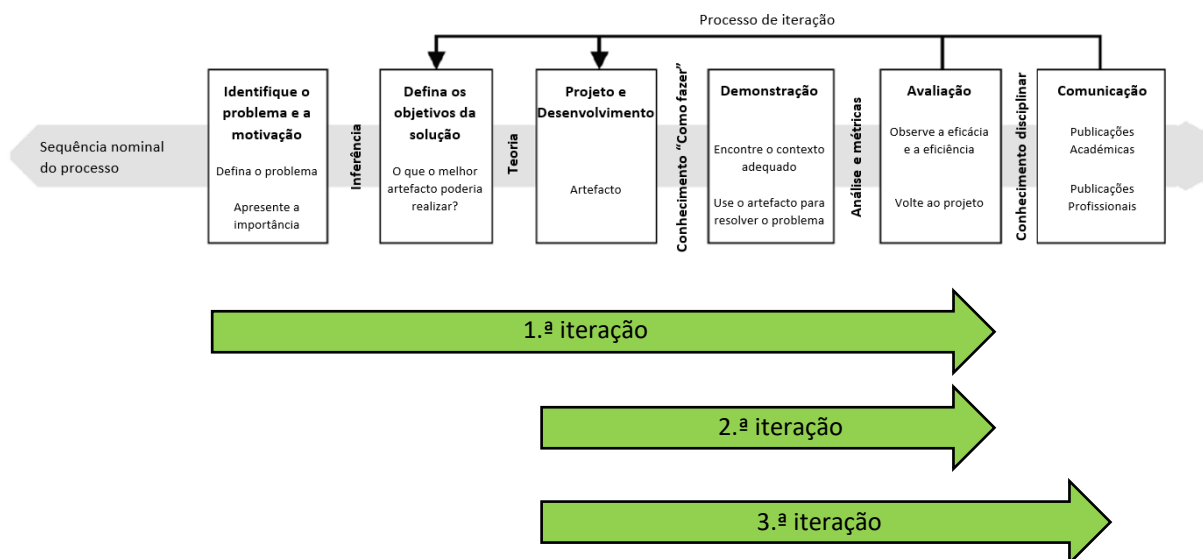 Processo de iteração
Sequência nominal
do processo
Identifique o
problema e a
motivação
Defina o problema
Apresente a
importância
Inferência
Defina os
objetivos da
solução
O que o melhor
artefacto poderia
realizar?
Teoria
Projeto e
Desenvolvimento
Artefacto
Conhecimento “Como fazer”
Demonstração
Encontre o contexto
adequado
Use o artefacto para
resolver o problema
Análise e métricas
Avaliação
Observe a eficácia
e a eficiência
Volte ao projeto
Conhecimento disciplinar
Comunicação
Publicações
Académicas
Publicações
Profissionais
1.ª iteração
2.ª iteração
3.ª iteração